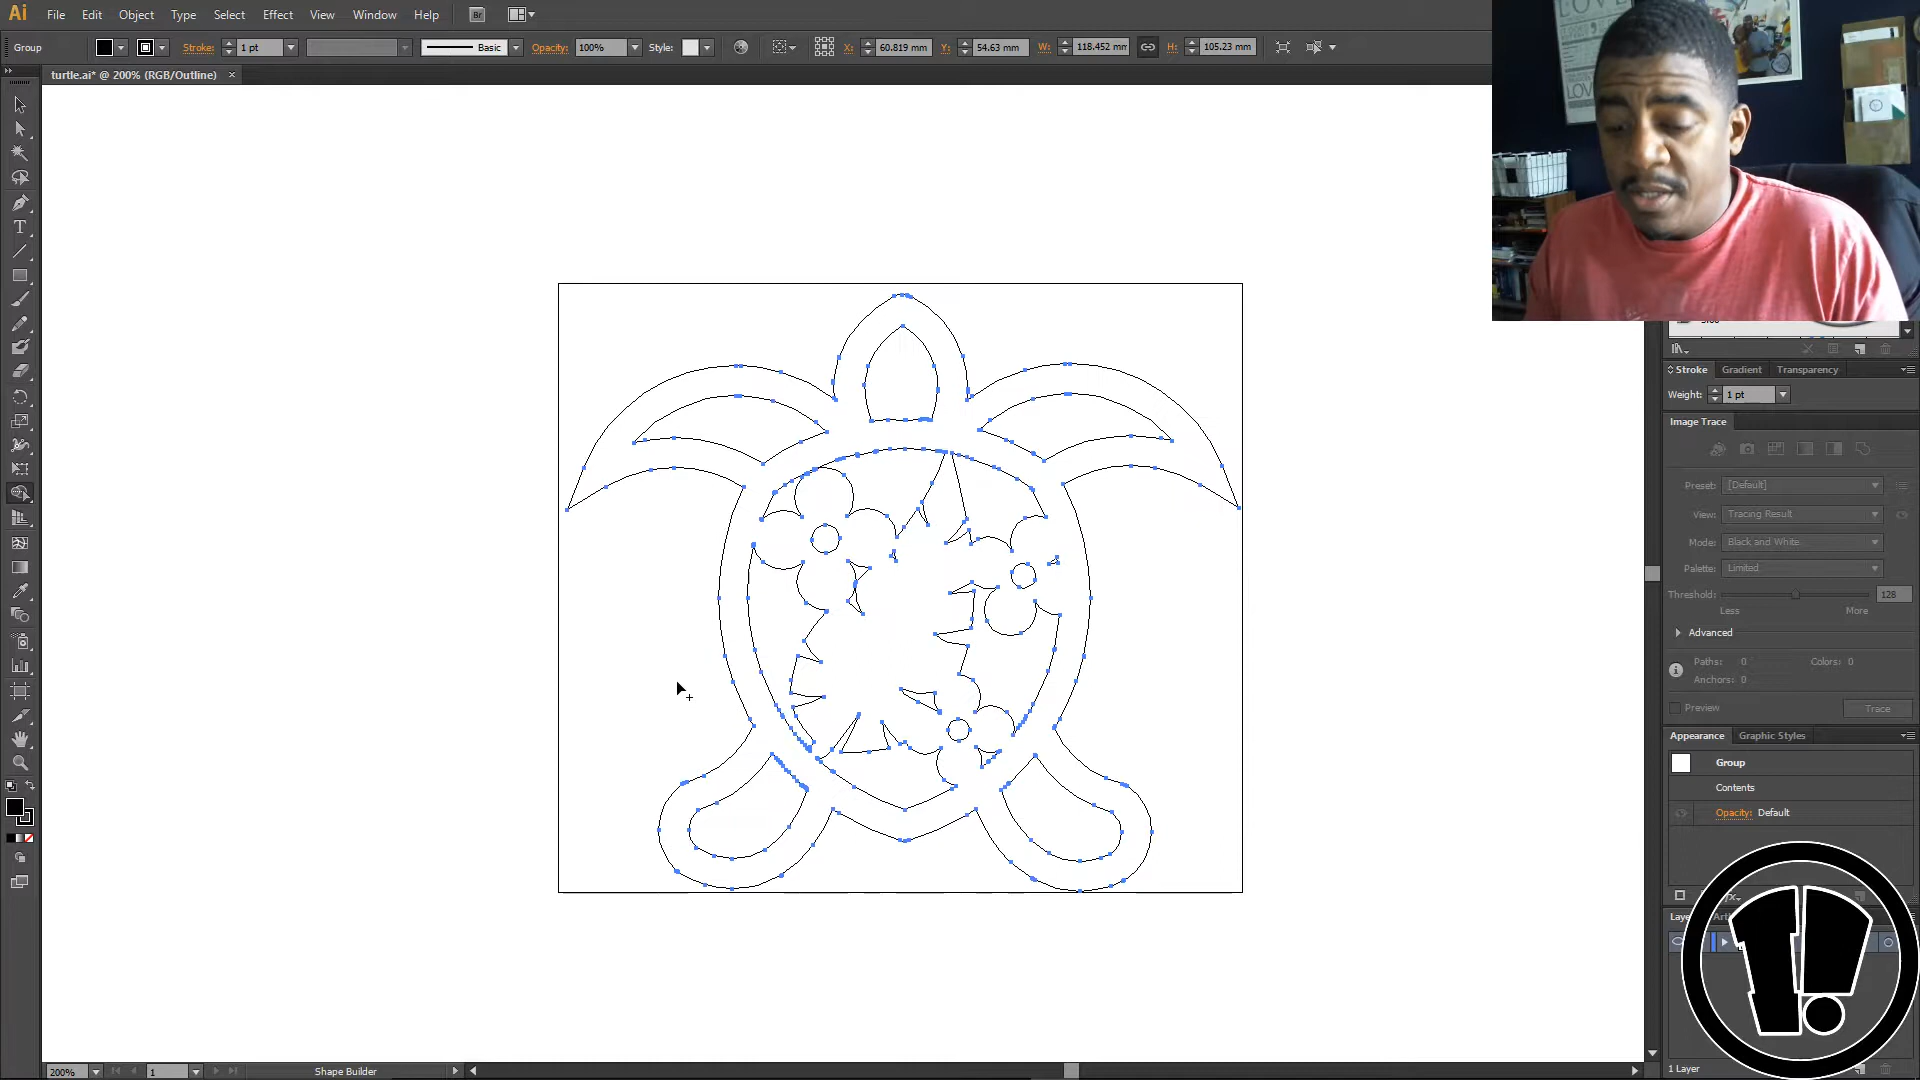 Ai File Edit Object Type Select Effect View Window Help Br
Group Stroke: 1 pt Basic Opacity: 100% Style: X: 60.819 mm Y: 54.63 mm W: 118.452 mm H: 105.23 mm
turtle.ai* @ 200% (RGB/Outline) ×
Stroke Gradient Transparency
Weight: 1 pt
Image Trace
Preset: [Default]
View: Tracing Result
Mode: Black and White
Palette: Limited
Threshold: 128
Less More
Advanced
Paths: 0 Colors: 0
Anchors: 0
Preview Trace
Appearance Graphic Styles
Group
Contents
Opacity: Default
1 Layer
200% 1 Shape Builder